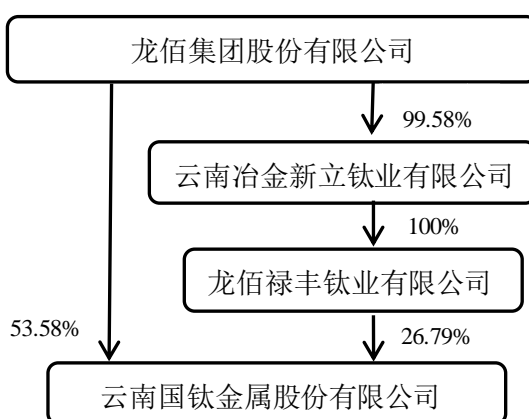 龙佰集团股份有限公司
99.58%
云南冶金新立钛业有限公司
100%
龙佰禄丰钛业有限公司
53.58%
26.79%
云南国钛金属股份有限公司